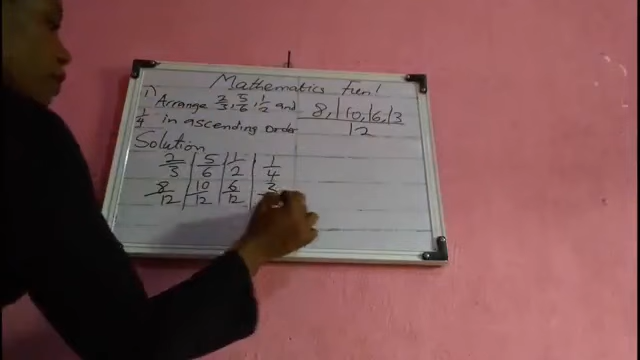 Mathematics Fun!
1) Arrange 2/3, 5/6, 1/2 and
1/4 in ascending order
Solution
2/3 | 5/6 | 1/2 | 1/4
8/12 | 10/12 | 6/12 | 3
8, | 10, | 6, | 3
12